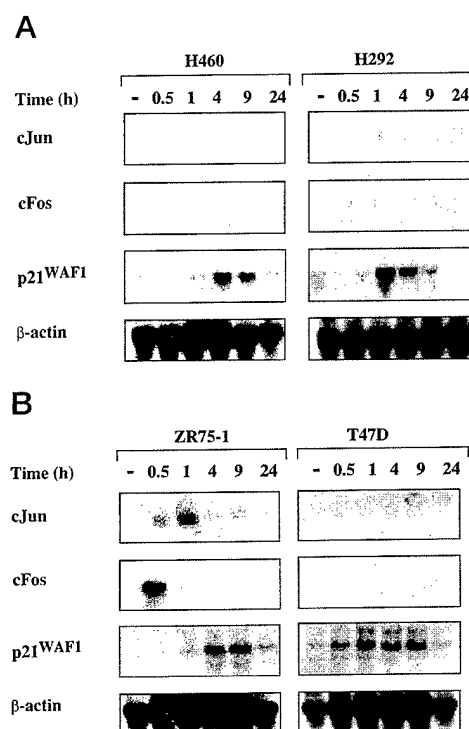 A
H460 H292
Time (h) - 0.5 1 4 9 24 - 0.5 1 4 9 24
cJun
cFos
p21WAF1
β-actin
B
ZR75-1 T47D
Time (h) - 0.5 1 4 9 24 - 0.5 1 4 9 24
cJun
cFos
p21WAF1
β-actin